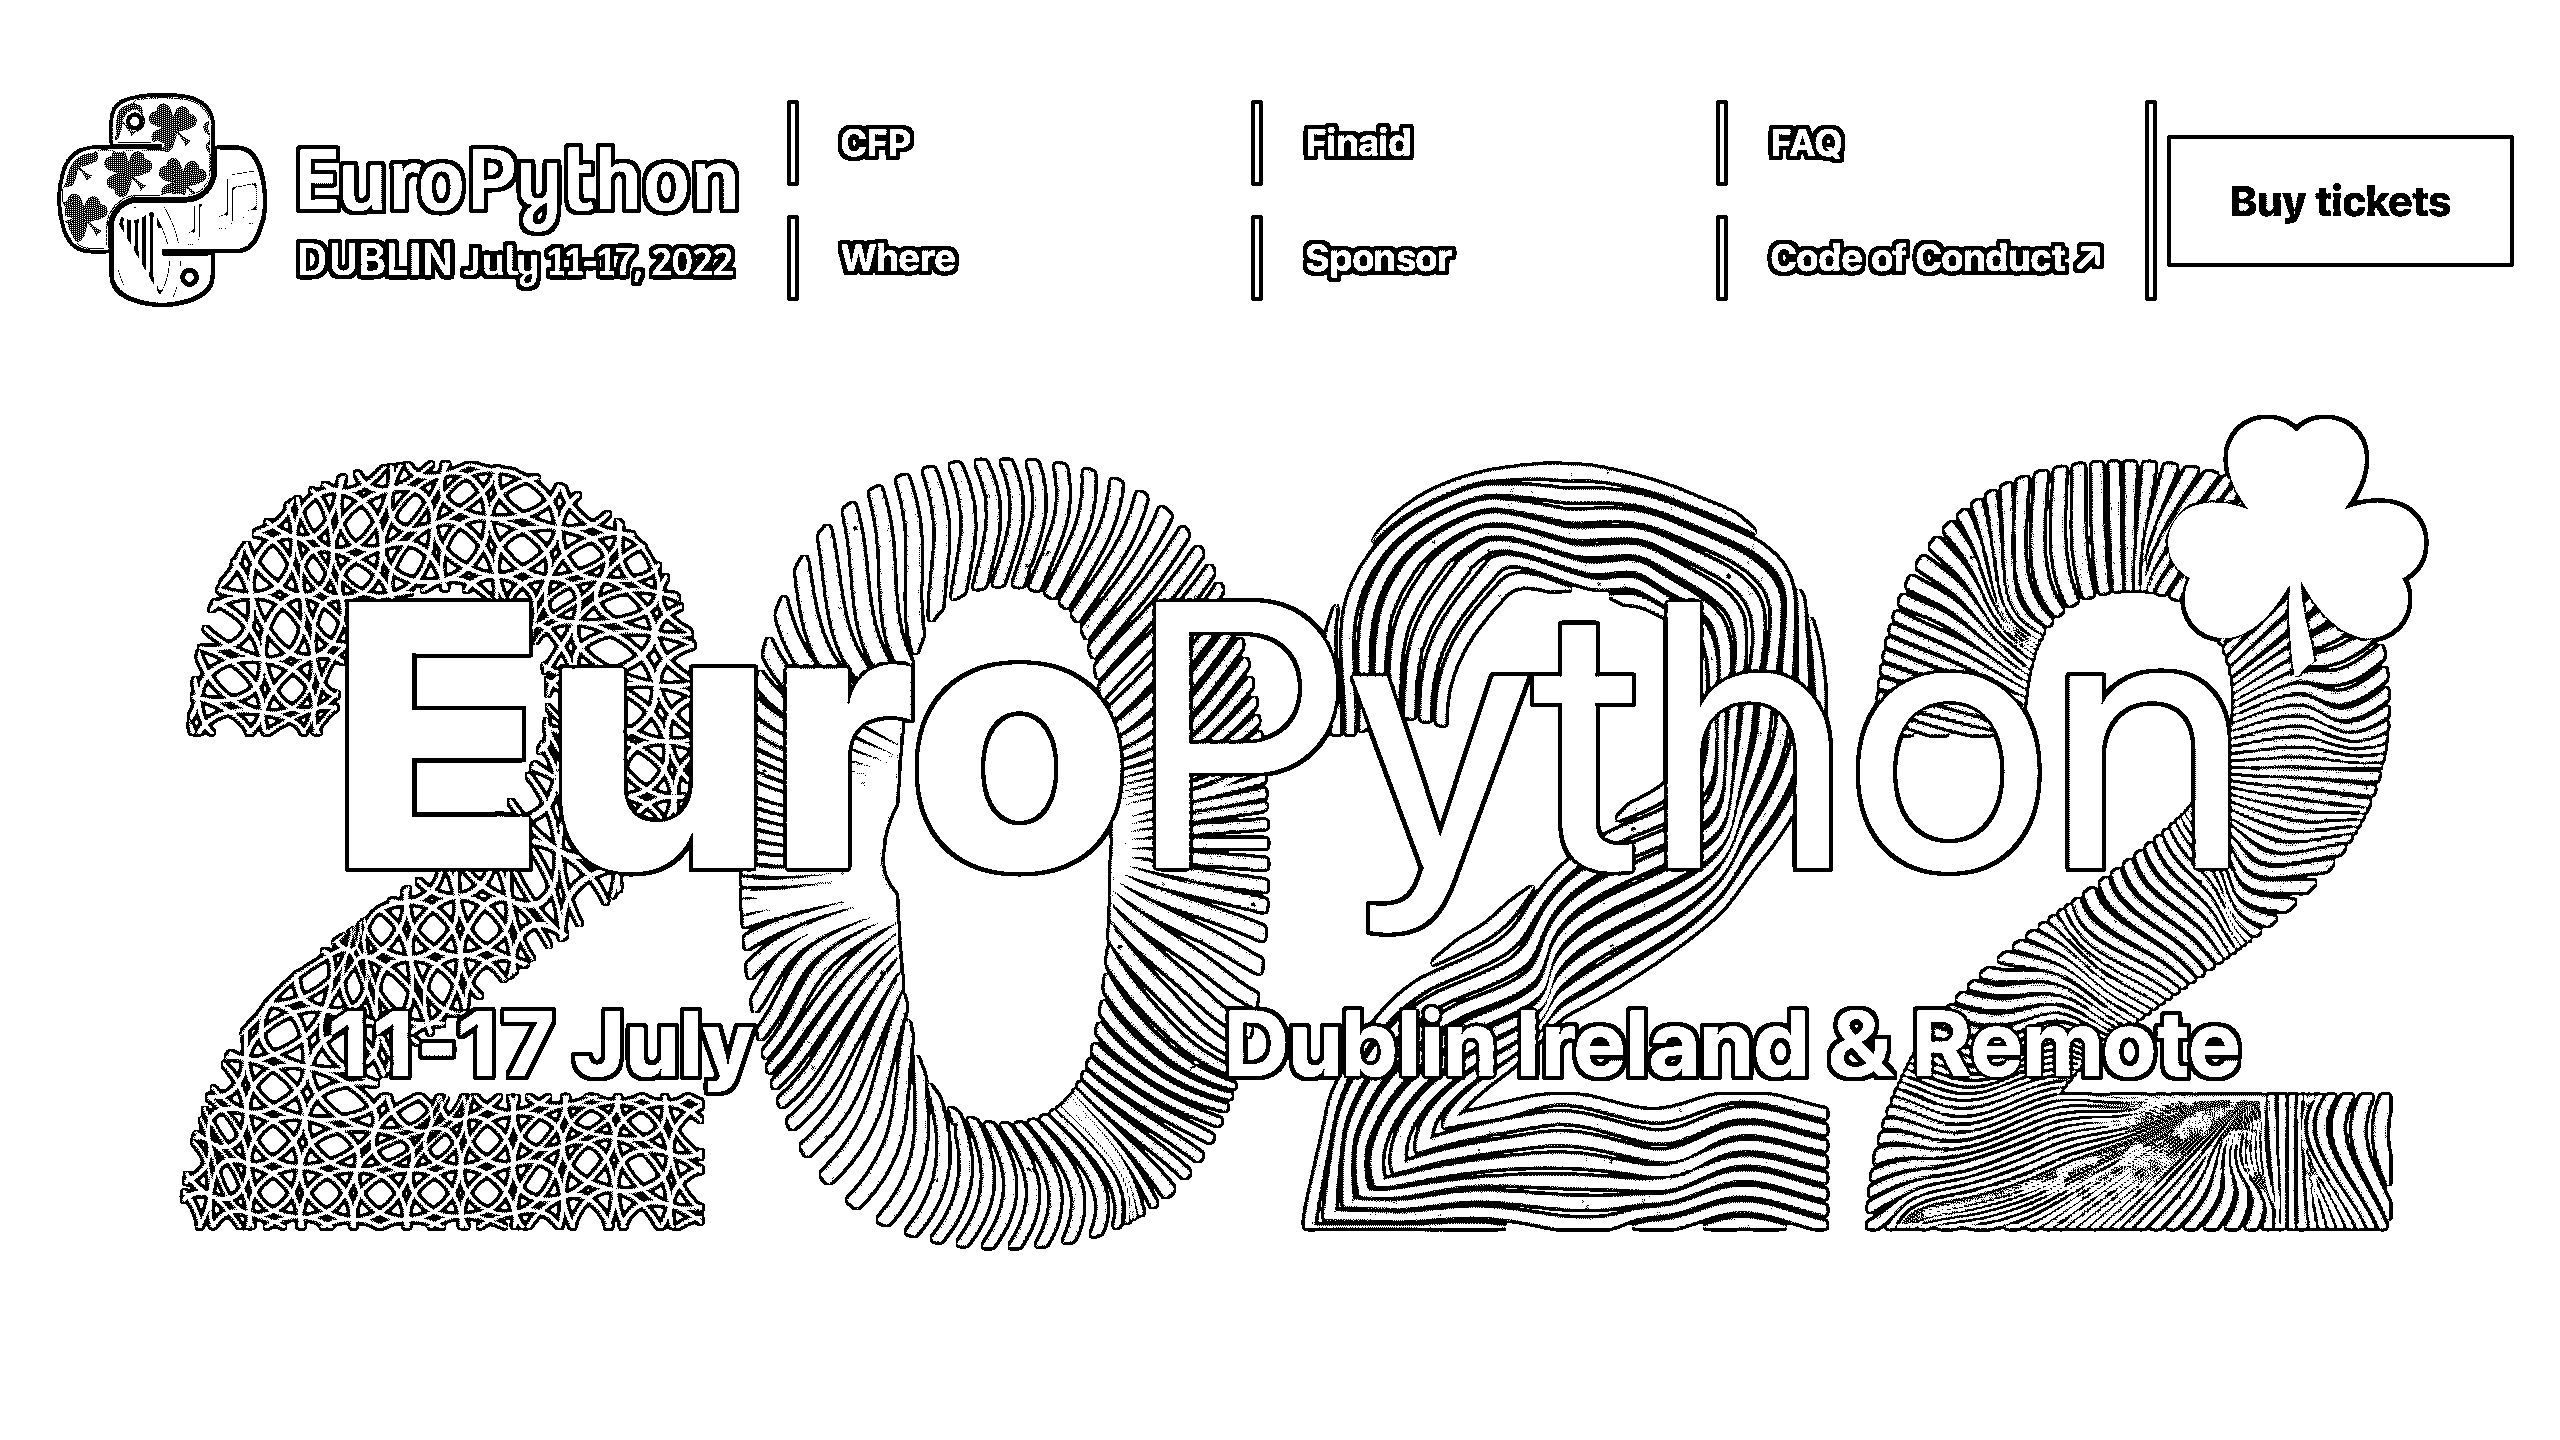 EuroPython
DUBLIN July 11-17, 2022
CFP
Finaid
FAQ
Where
Sponsor
Code of Conduct ↗
Buy tickets
2022
EuroPython
11-17 July
Dublin Ireland & Remote